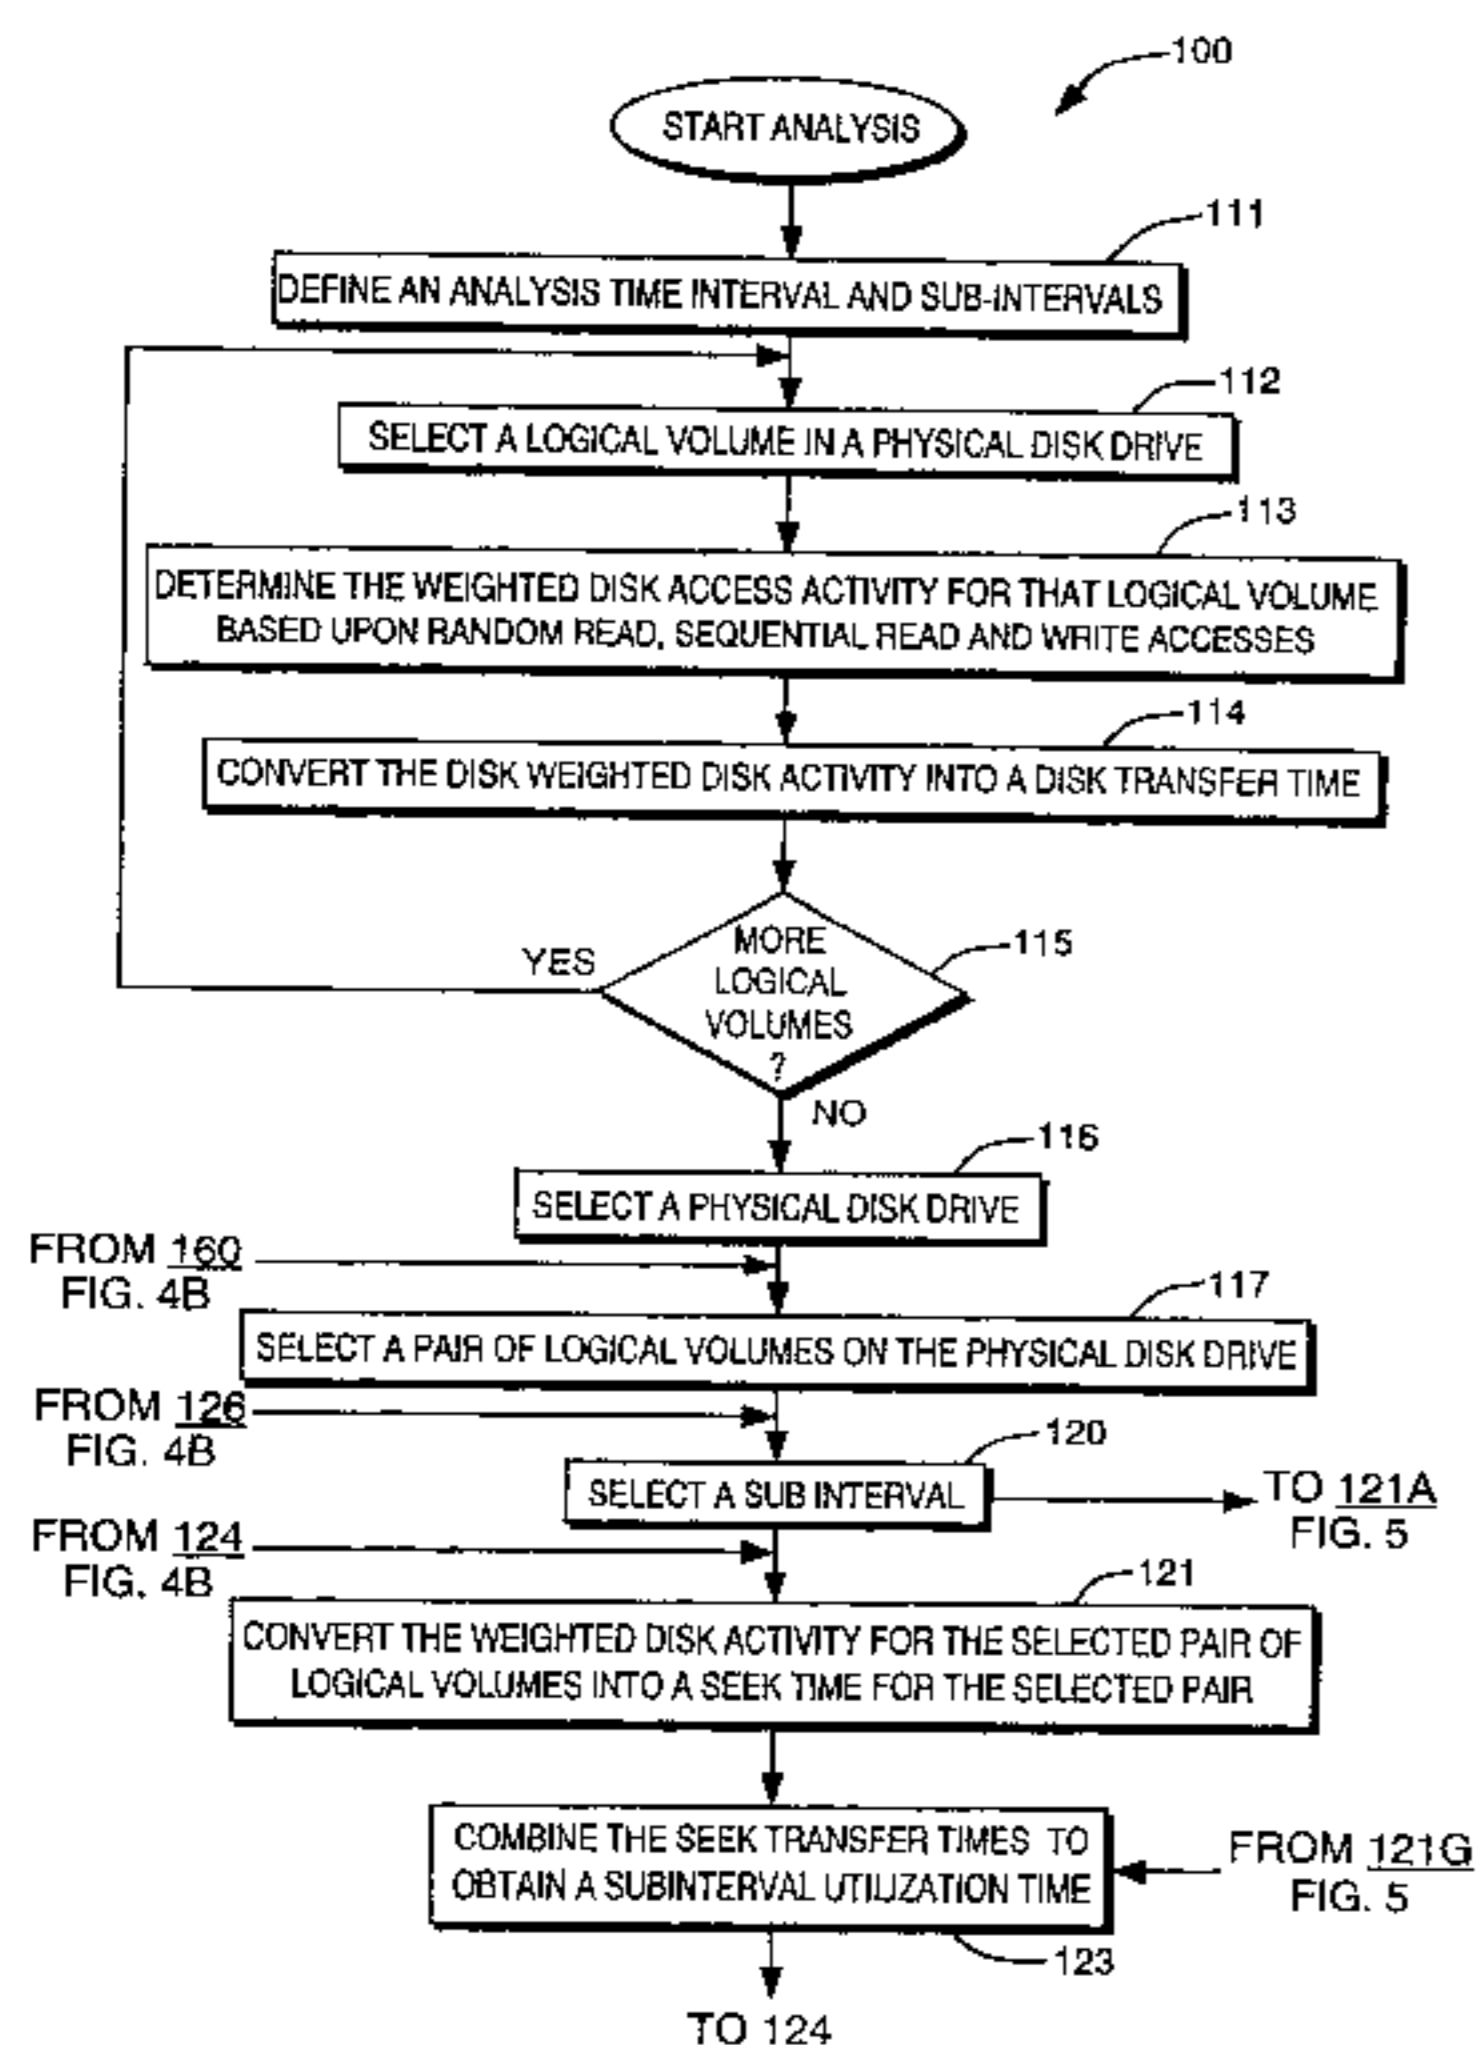 100
START ANALYSIS
111
DEFINE AN ANALYSIS TIME INTERVAL AND SUB-INTERVALS
112
SELECT A LOGICAL VOLUME IN A PHYSICAL DISK DRIVE
113
DETERMINE THE WEIGHTED DISK ACCESS ACTIVITY FOR THAT LOGICAL VOLUME
BASED UPON RANDOM READ, SEQUENTIAL READ AND WRITE ACCESSES
114
CONVERT THE DISK WEIGHTED DISK ACTIVITY INTO A DISK TRANSFER TIME
115
YES
MORE
LOGICAL
VOLUMES
?
NO
116
SELECT A PHYSICAL DISK DRIVE
FROM 160
FIG. 4B
117
SELECT A PAIR OF LOGICAL VOLUMES ON THE PHYSICAL DISK DRIVE
FROM 126
FIG. 4B
120
SELECT A SUB INTERVAL
TO 121A
FIG. 5
FROM 124
FIG. 4B
121
CONVERT THE WEIGHTED DISK ACTIVITY FOR THE SELECTED PAIR OF
LOGICAL VOLUMES INTO A SEEK TIME FOR THE SELECTED PAIR
COMBINE THE SEEK TRANSFER TIMES TO
OBTAIN A SUBINTERVAL UTILIZATION TIME
FROM 121G
FIG. 5
123
TO 124